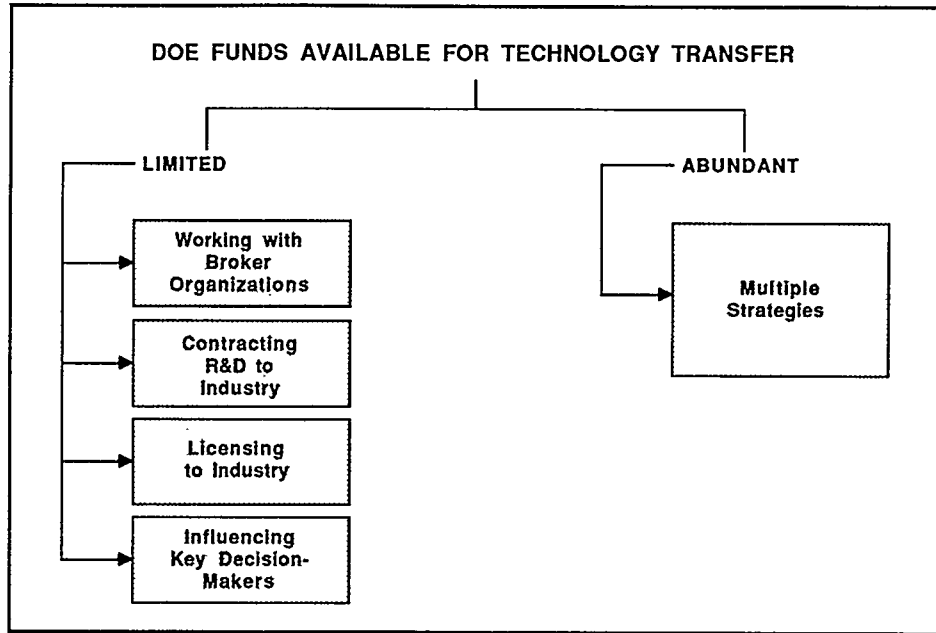 DOE FUNDS AVAILABLE FOR TECHNOLOGY TRANSFER
LIMITED
ABUNDANT
Working with
Broker
Organizations
Contracting
R&D to
Industry
Licensing
to Industry
Influencing
Key Decision-
Makers
Multiple
Strategies